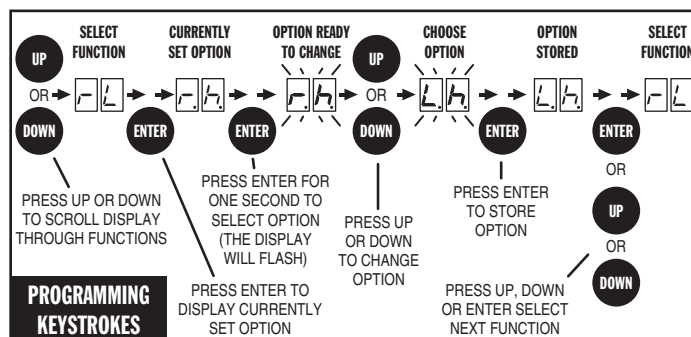 SELECT
FUNCTION
CURRENTLY
SET OPTION
OPTION READY
TO CHANGE
CHOOSE
OPTION
OPTION
STORED
SELECT
FUNCTION
UP
OR
DOWN
ENTER
ENTER
UP
OR
DOWN
ENTER
ENTER
OR
UP
OR
DOWN
PRESS UP OR DOWN
TO SCROLL DISPLAY
THROUGH FUNCTIONS
PRESS ENTER TO
DISPLAY CURRENTLY
SET OPTION
PRESS ENTER FOR
ONE SECOND TO
SELECT OPTION
(THE DISPLAY
WILL FLASH)
PRESS UP
OR DOWN
TO CHANGE
OPTION
PRESS ENTER
TO STORE
OPTION
PRESS UP, DOWN
OR ENTER SELECT
NEXT FUNCTION
PROGRAMMING
KEYSTROKES